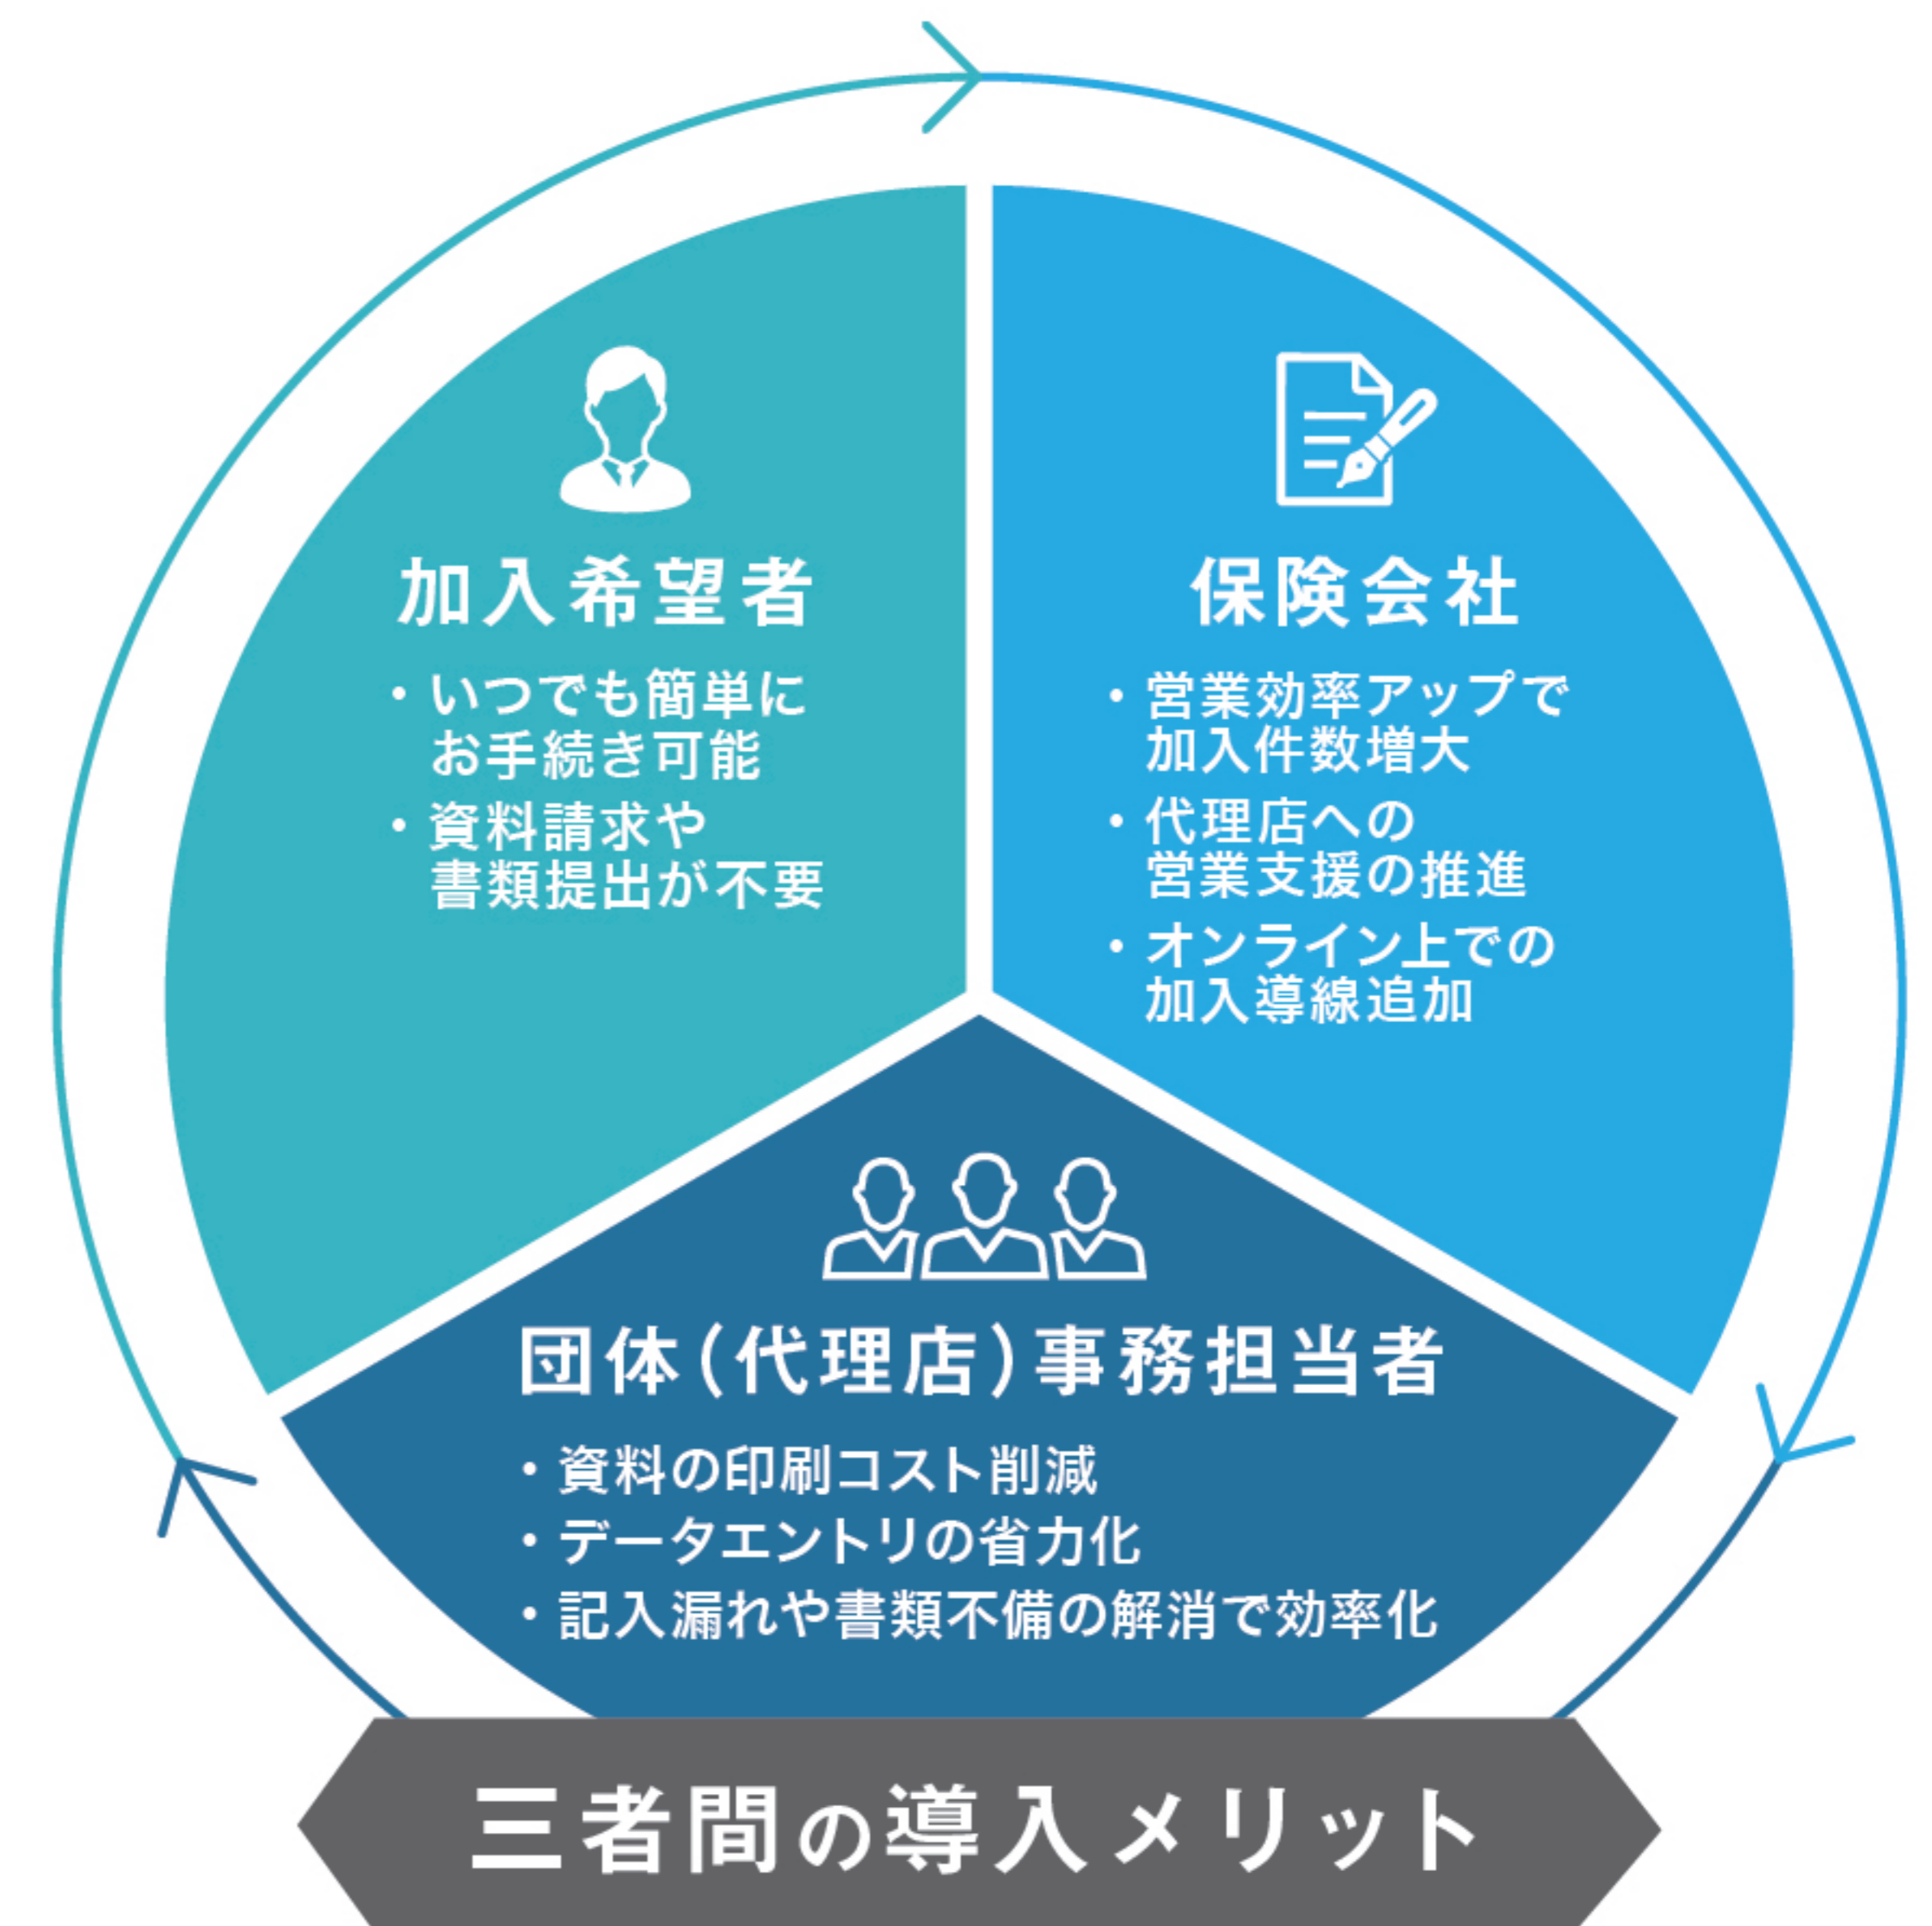 加入希望者
・いつでも簡単に
お手続き可能
・資料請求や
書類提出が不要
保険会社
・営業効率アップで
加入件数増大
・代理店への
営業支援の推進
・オンライン上での
加入導線追加
団体(代理店)事務担当者
・資料の印刷コスト削減
・データエントリの省力化
・記入漏れや書類不備の解消で効率化
三者間の導入メリット